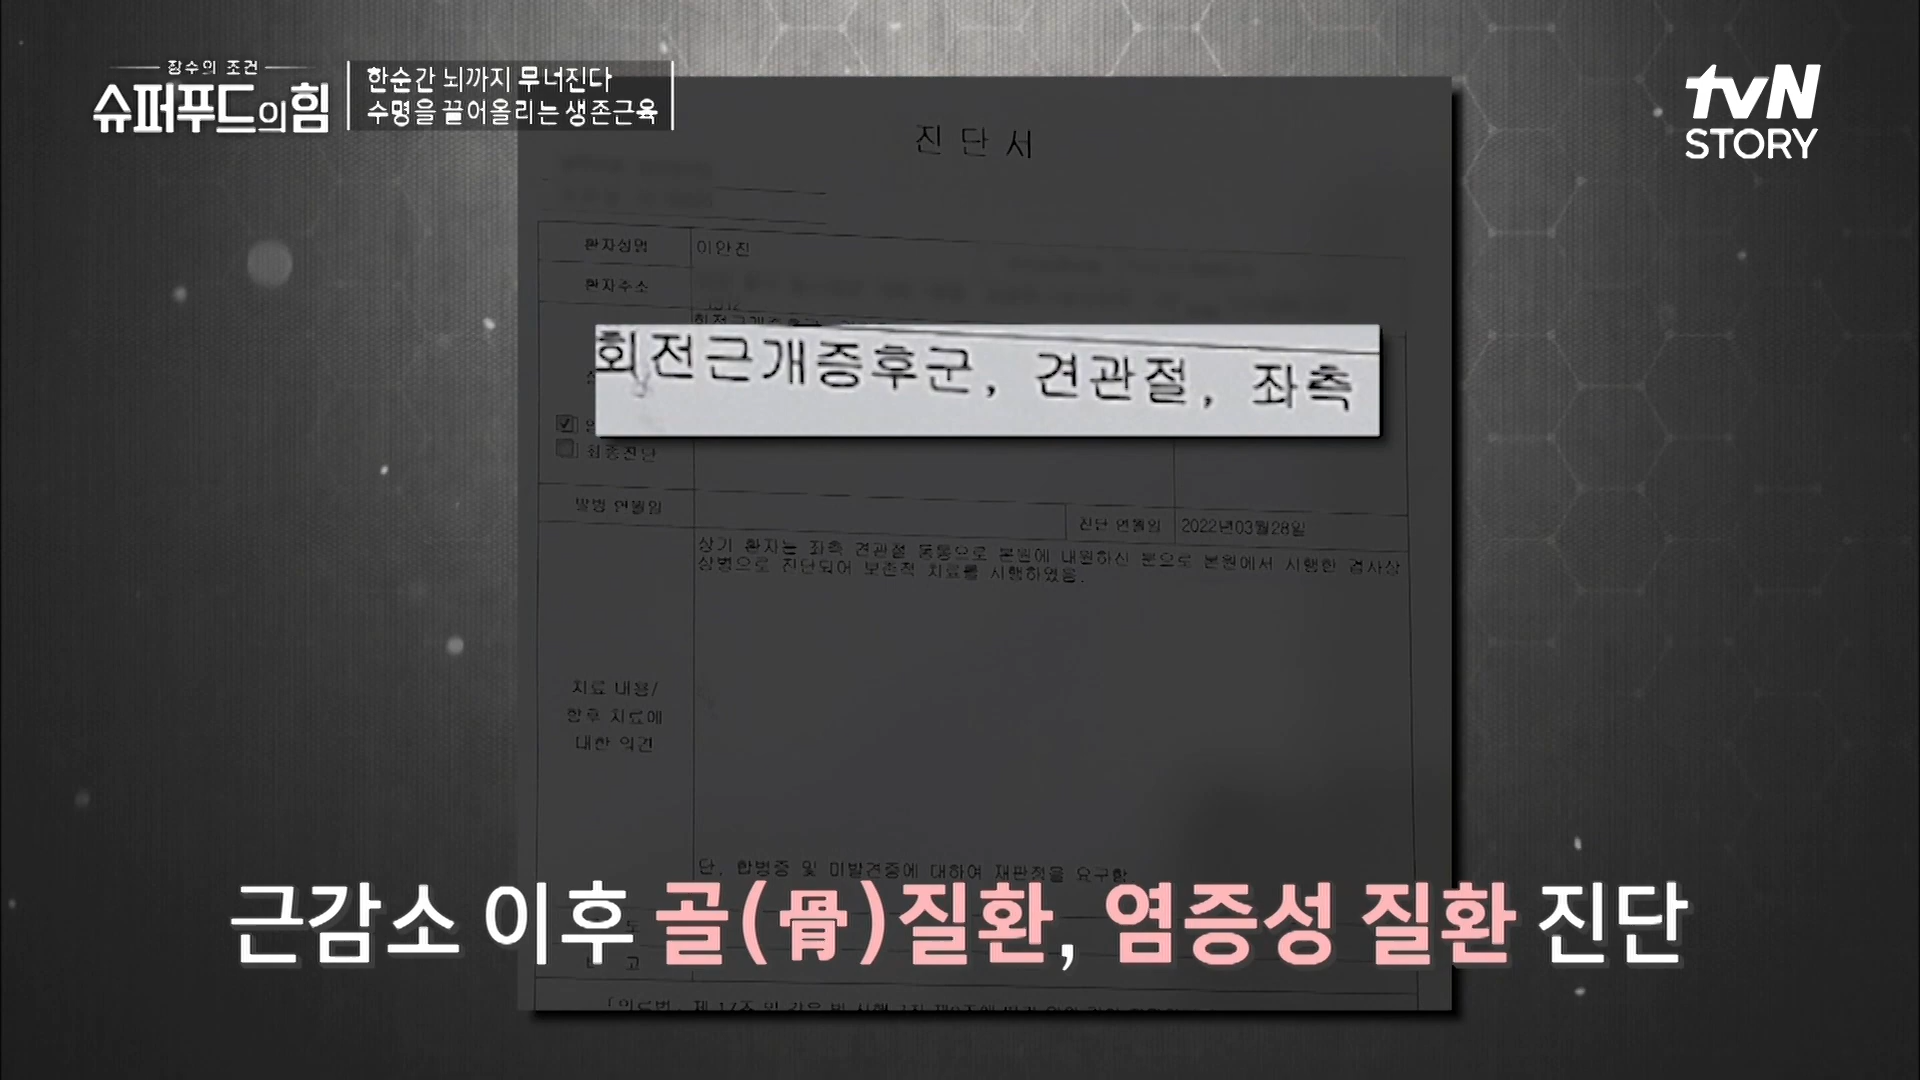 장수의 조건
슈퍼푸드의 힘
한순간 뇌까지 무너진다
수명을 끌어올리는 생존근육
tvN
STORY
진 단 서
환자성명
이안진
환자주소
회전근개증후군, 견관절, 좌측
최종진단
발병 연월일
진단 연월일
2022년03월28일
상기 환자는 좌측 견관절 동통으로 본원에 내원하신 분으로 본원에서 시행한 검사상
상병으로 진단되어 보존적 치료를 시행하였음.
치료 내용/
향후 치료에
대한 의견
단, 합병증 및 미발견증에 대하여 재판정을 요구함.
근감소 이후 골(骨)질환, 염증성 질환 진단